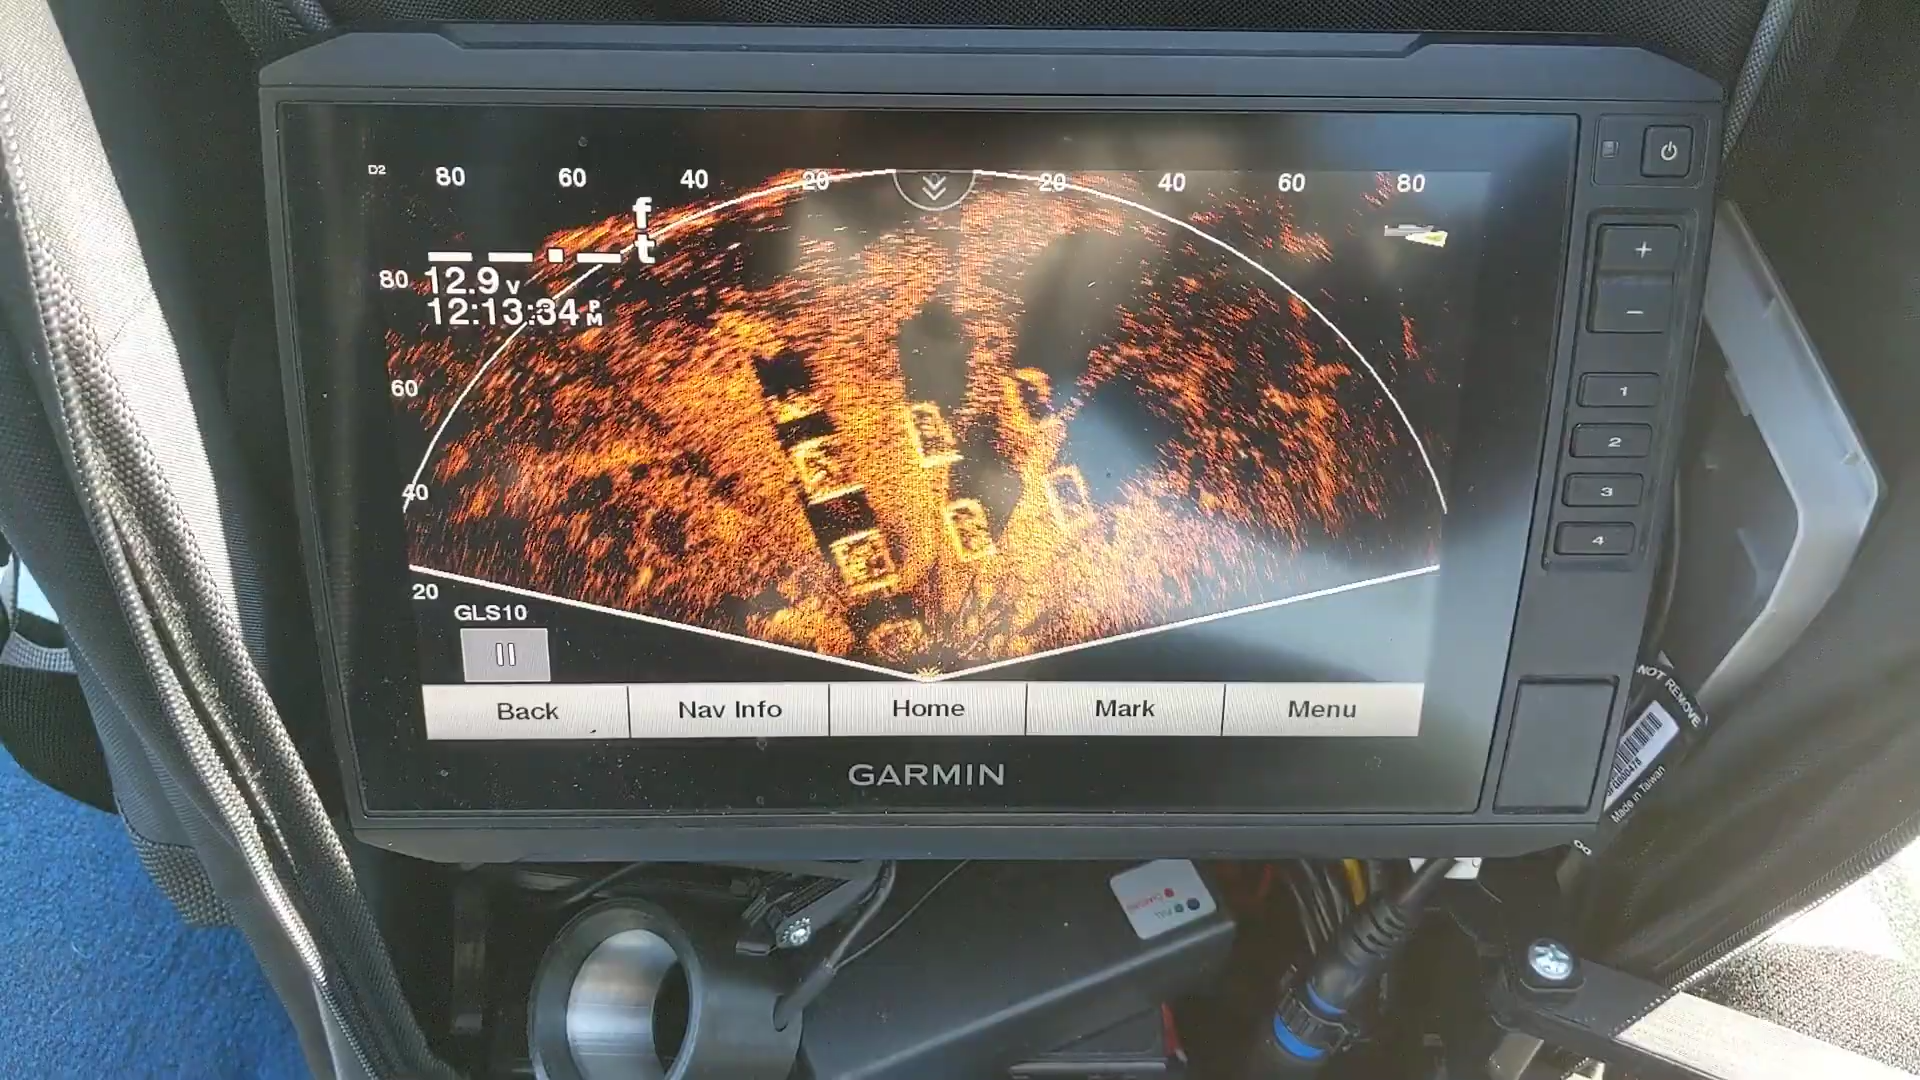 D2 80 60 40 20 20 40 60 80
ft
80 12.9 V
12:13:34 PM
60
40
20
GLS10
Back Nav Info Home Mark Menu
GARMIN
+
−
1
2
3
4
NOT REMOVE
Made in Taiwan